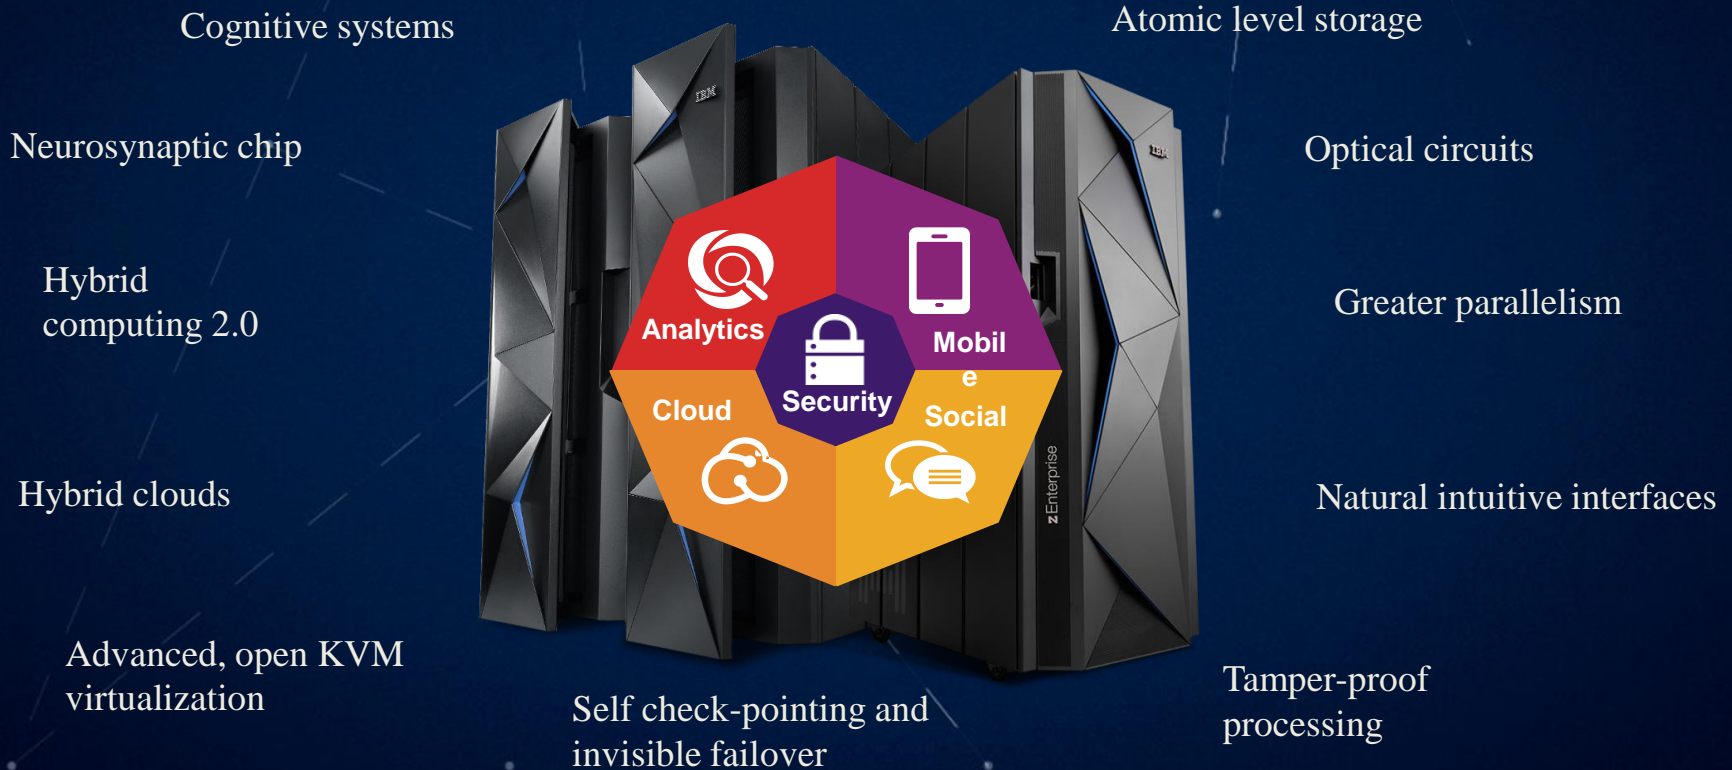 Cognitive systems
Atomic level storage
IBM
Neurosynaptic chip
IBM
Optical circuits
Hybrid
computing 2.0
Greater parallelism
Analytics
Mobil
e
Security
Cloud
Social
zEnterprise
Hybrid clouds
Natural intuitive interfaces
Advanced, open KVM
virtualization
Self check-pointing and
invisible failover
Tamper-proof
processing